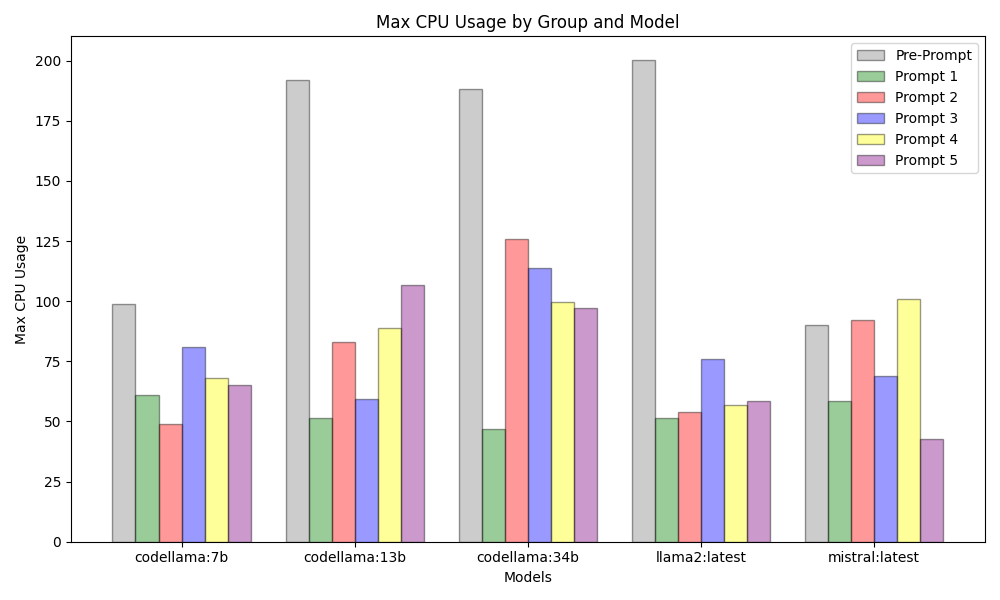 Max CPU Usage by Group and Model
Max CPU Usage
200
175
150
125
100
75
50
25
0
Pre-Prompt
Prompt 1
Prompt 2
Prompt 3
Prompt 4
Prompt 5
codellama:7b
codellama:13b
codellama:34b
llama2:latest
mistral:latest
Models